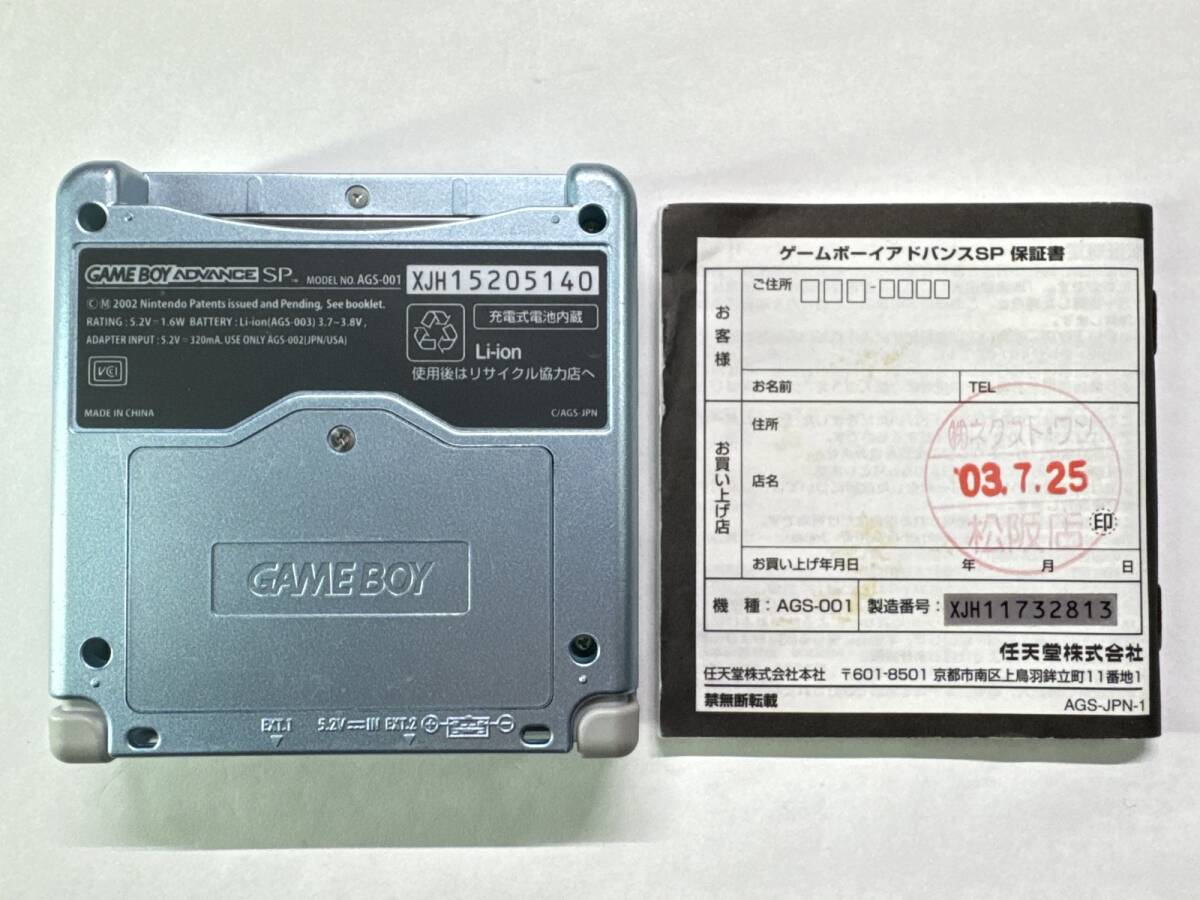 GAME BOY ADVANCE SP™ MODEL NO. AGS-001 XJH15205140
©Ⓜ 2002 Nintendo Patents issued and Pending, See booklet.
RATING : 5.2V⎓1.6W BATTERY : Li-ion(AGS-003) 3.7~3.8V,
ADAPTER INPUT : 5.2V⎓320mA. USE ONLY AGS-002(JPN/USA)
充電式電池内蔵
Li-ion
使用後はリサイクル協力店へ
VCI
MADE IN CHINA
C/AGS-JPN
GAME BOY
EXT.1 5.2V⎓IN EXT.2
ゲームボーイアドバンスSP 保証書
お客様
ご住所 □□□-□□□□
お名前
TEL
お買い上げ店
住所
店名
㈱ネクスト・ワン
'03.7.25
松阪店
印
お買い上げ年月日 年 月 日
機 種：AGS-001 製造番号：XJH11732813
任天堂株式会社
任天堂株式会社本社 〒601-8501 京都市南区上鳥羽鉾立町11番地1
禁無断転載
AGS-JPN-1